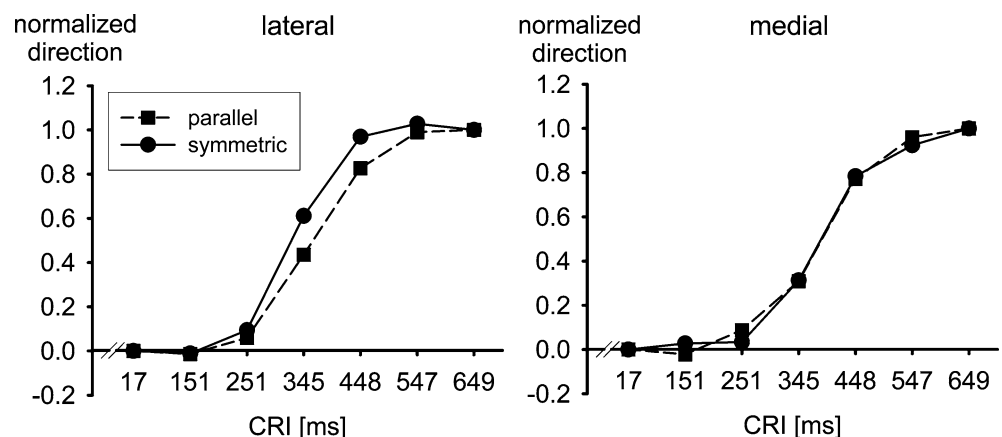 normalized
direction
lateral
1.2
1.0
0.8
0.6
0.4
0.2
0.0
-0.2
parallel
symmetric
17 151 251 345 448 547 649
CRI [ms]
normalized
direction
medial
1.2
1.0
0.8
0.6
0.4
0.2
0.0
-0.2
17 151 251 345 448 547 649
CRI [ms]